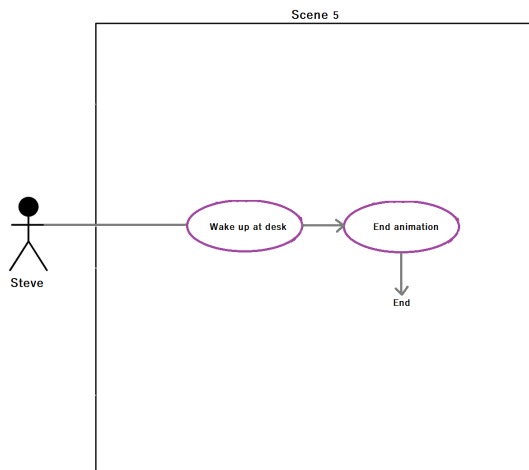 Scene 5
Wake up at desk
End animation
Steve
End